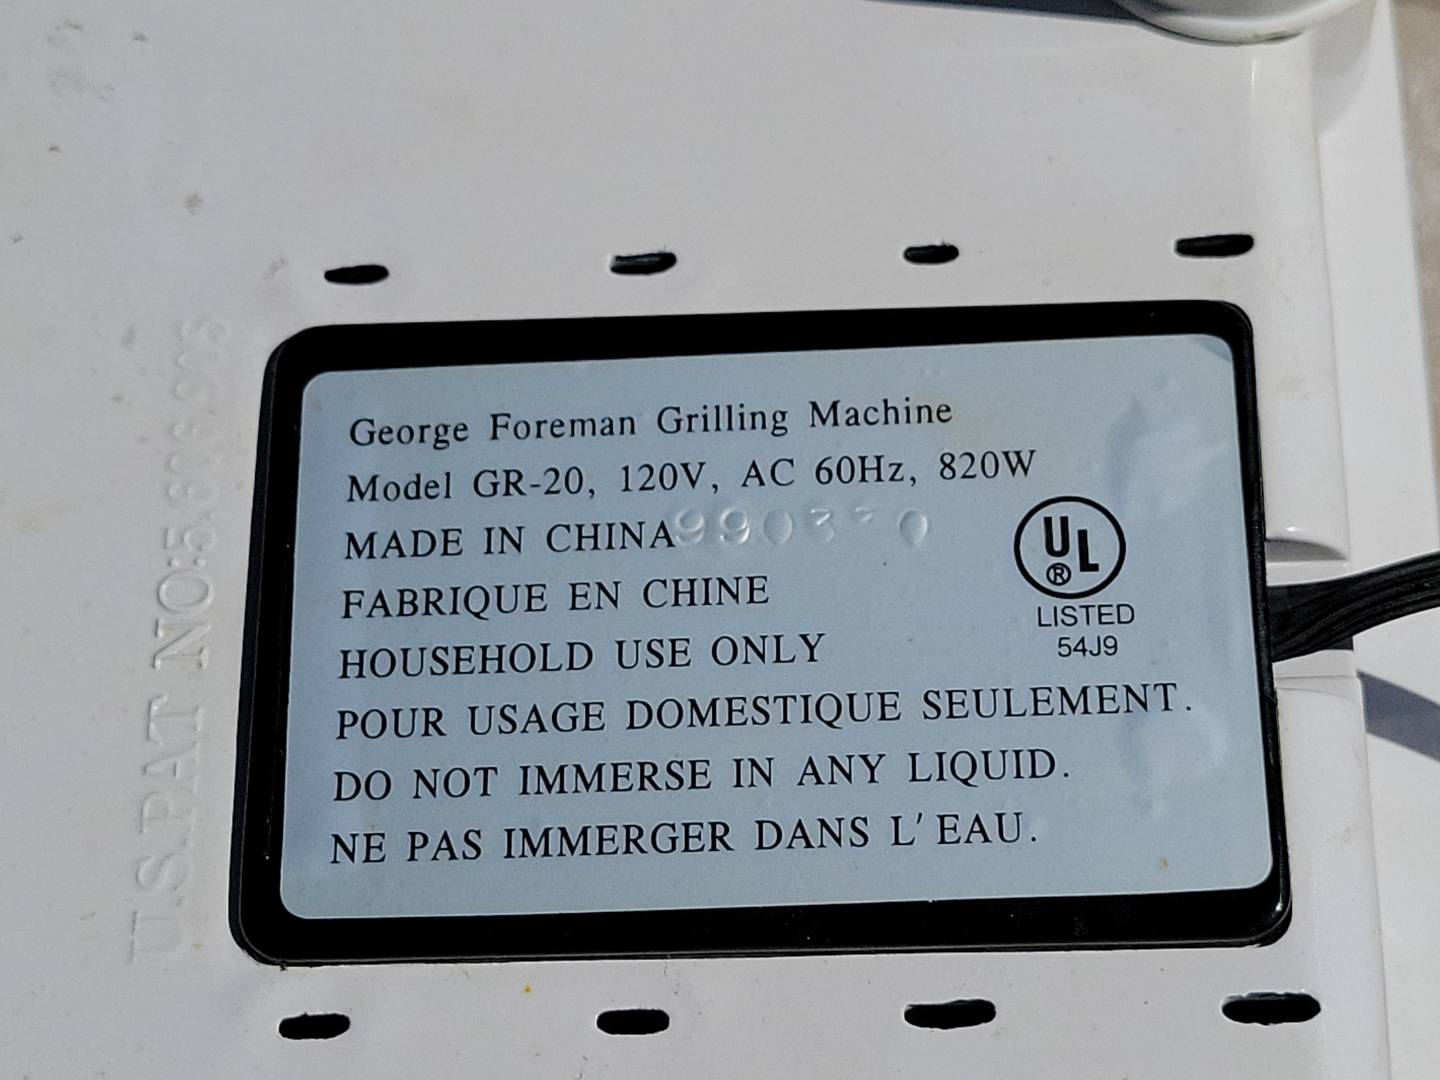 George Foreman Grilling Machine
Model GR-20, 120V, AC 60Hz, 820W
MADE IN CHINA
FABRIQUE EN CHINE
HOUSEHOLD USE ONLY
POUR USAGE DOMESTIQUE SEULEMENT.
DO NOT IMMERSE IN ANY LIQUID.
NE PAS IMMERGER DANS L' EAU.
UL
®
LISTED
54J9
U.S.PAT NO: